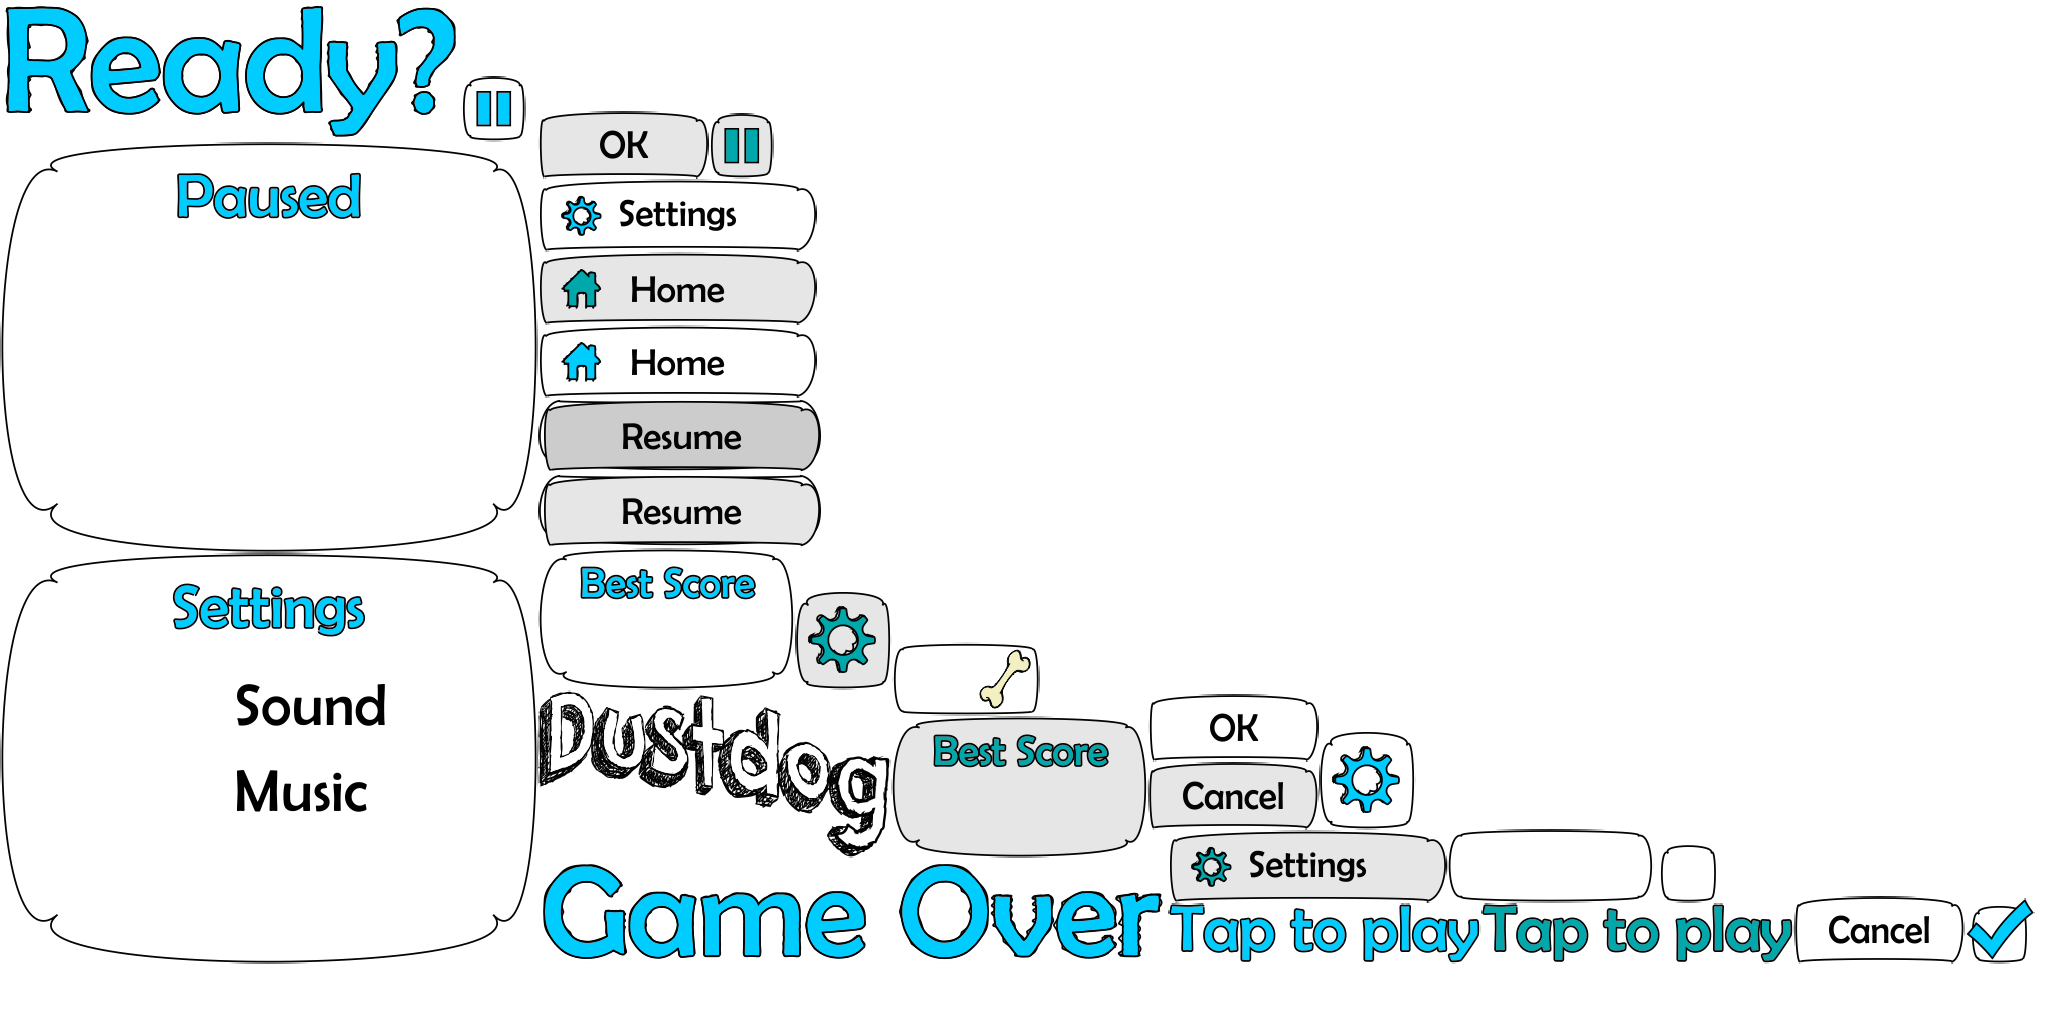 Ready?
OK
Paused
Settings
Home
Home
Resume
Resume
Best Score
Settings
Sound
Music
Dustdog
Best Score
OK
Cancel
Settings
Game Over
Tap to play
Tap to play
Cancel